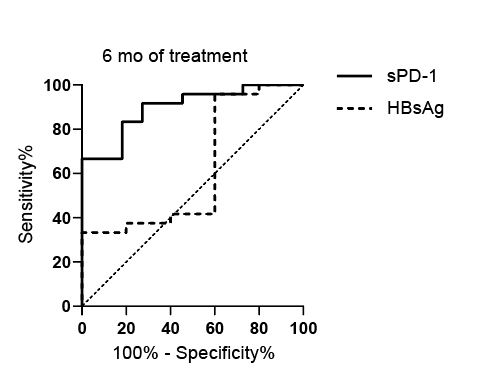 6 mo of treatment
sPD-1
HBsAg
100
80
60
40
20
0
Sensitivity%
0 20 40 60 80 100
100% - Specificity%